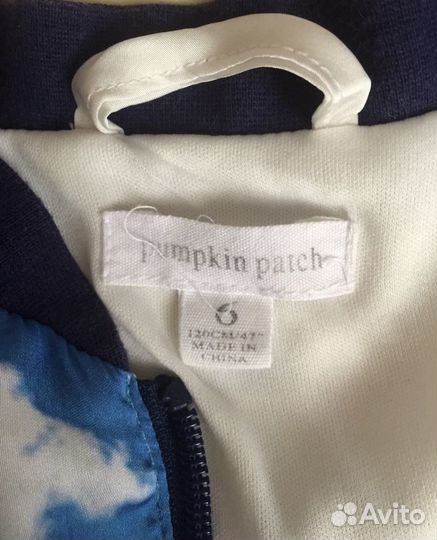 pumpkin patch
6
120CM/47"
MADE IN
CHINA
Avito